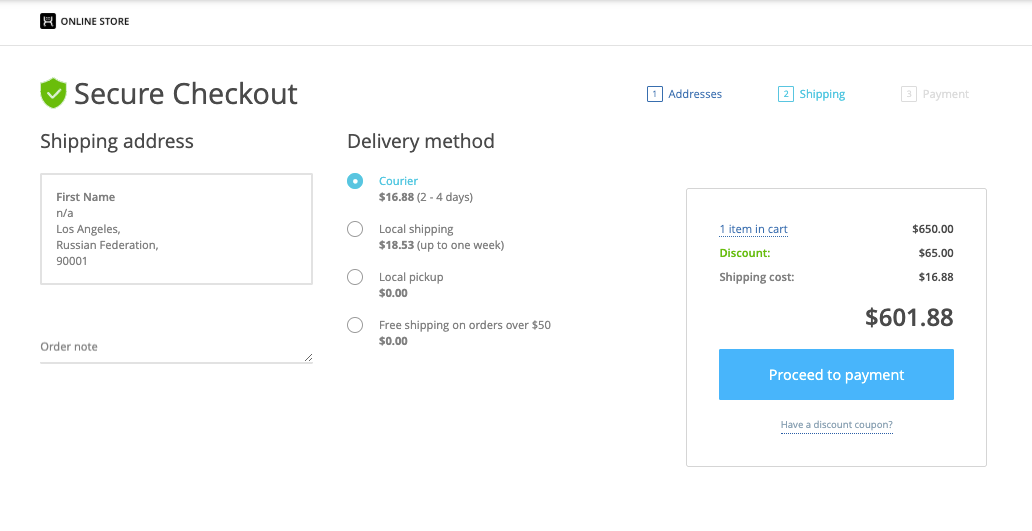 ONLINE STORE
Secure Checkout
1 Addresses
2 Shipping
3 Payment
Shipping address
First Name
n/a
Los Angeles,
Russian Federation,
90001
Order note
Delivery method
Courier
$16.88 (2 - 4 days)
Local shipping
$18.53 (up to one week)
Local pickup
$0.00
Free shipping on orders over $50
$0.00
1 item in cart $650.00
Discount: $65.00
Shipping cost: $16.88
$601.88
Proceed to payment
Have a discount coupon?